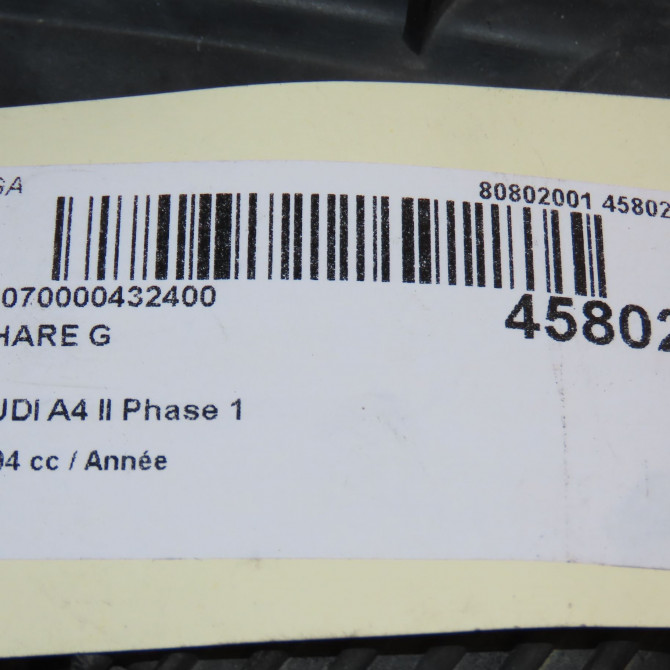 GA
80802001 45802
070000432400
45802
HARE G
UDI A4 II Phase 1
94 cc / Année